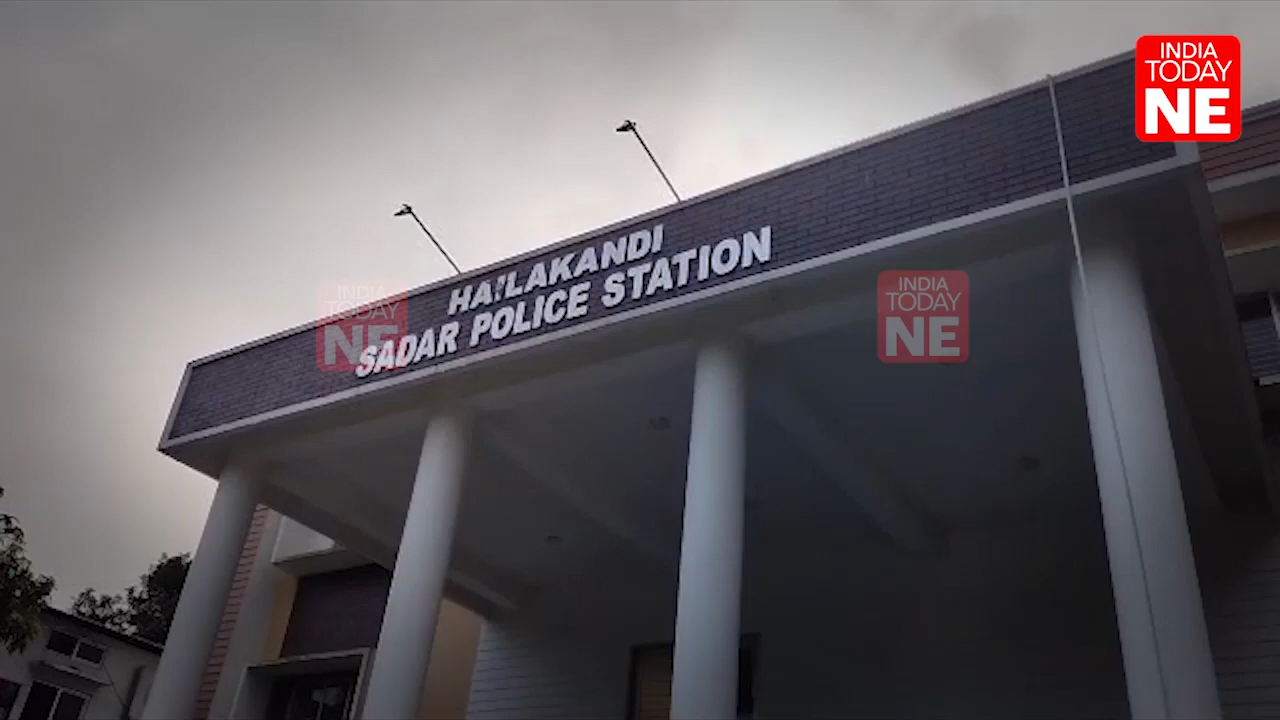 INDIA
TODAY
NE
HAILAKANDI
SADAR POLICE STATION
INDIA
TODAY
NE
INDIA
TODAY
NE